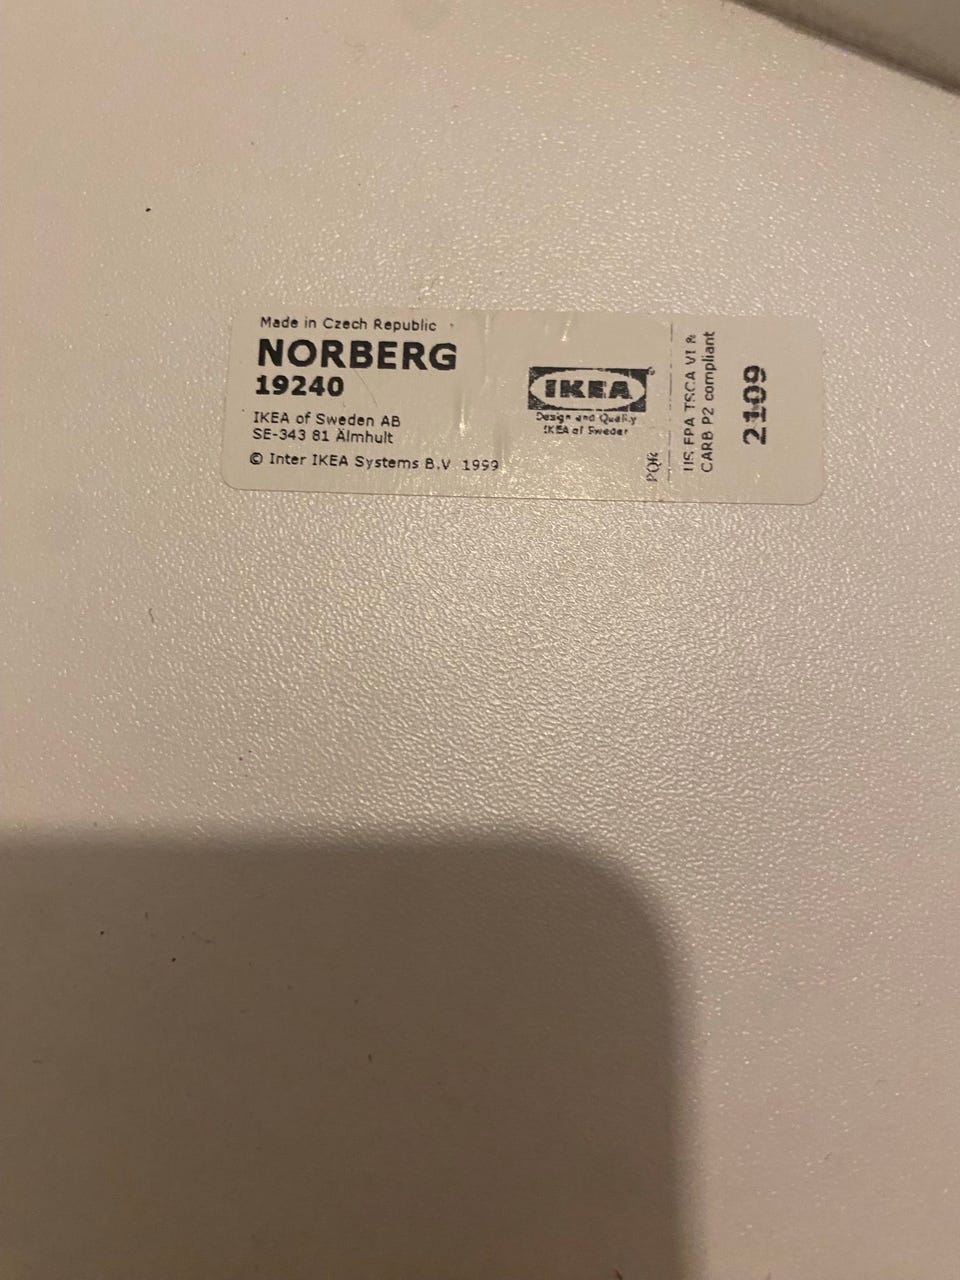 Made in Czech Republic
NORBERG
19240
IKEA of Sweden AB
SE-343 81 Älmhult
© Inter IKEA Systems B.V 1999
IKEA®
Design and Quality
IKEA of Sweden
PQR
US EPA TSCA VI &
CARB P2 compliant
2109